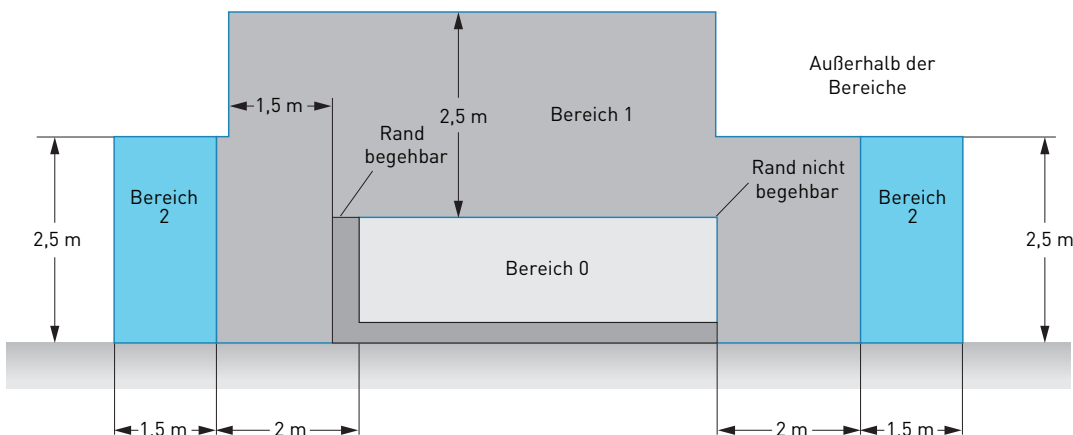 Außerhalb der
Bereiche
1,5 m
2,5 m
Bereich 1
Rand
begehbar
Rand nicht
begehbar
Bereich
2
Bereich
2
2,5 m
2,5 m
Bereich 0
1,5 m
2 m
2 m
1,5 m